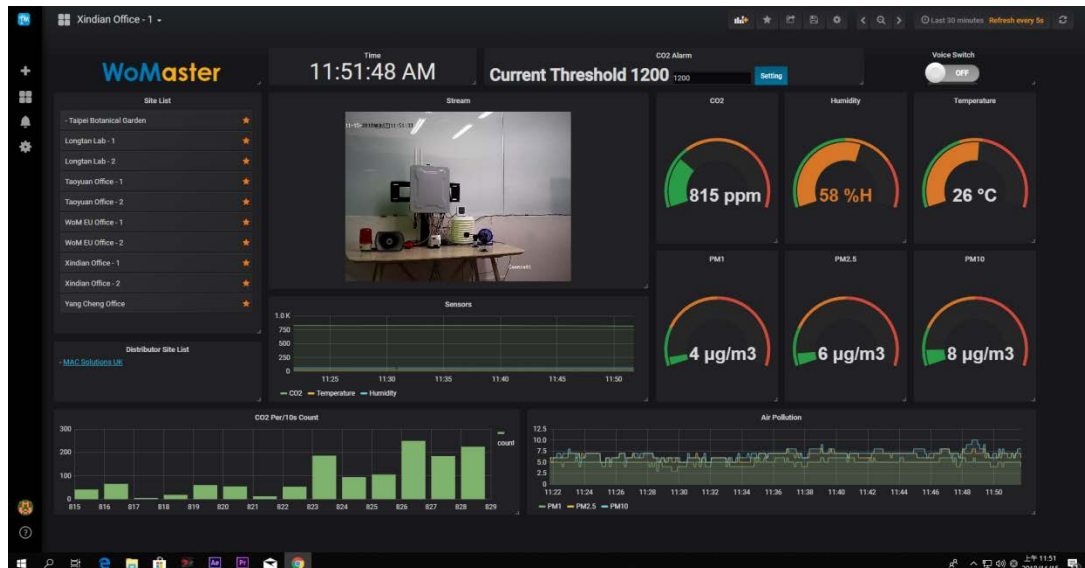 Xindian Office - 1
Last 30 minutes Refresh every 5s
WoMaster
Time
11:51:48 AM
CO2 Alarm
Current Threshold 1200 1200 Setting
Voice Switch
OFF
Site List
- Taipei Botanical Garden
Longtan Lab - 1
Longtan Lab - 2
Taoyuan Office - 1
Taoyuan Office - 2
WoM EU Office - 1
WoM EU Office - 2
Xindian Office - 1
Xindian Office - 2
Yang Cheng Office
Distributor Site List
- MAC Solutions UK
Stream
CO2
815 ppm
Humidity
58 %H
Temperature
26 °C
PM1
4 µg/m3
PM2.5
6 µg/m3
PM10
8 µg/m3
Sensors
1.0 K
750
500
250
0
11:25 11:30 11:35 11:40 11:45 11:50
CO2 Temperature Humidity
CO2 Per/10s Count
300
200
100
0
815 816 817 818 819 820 821 822 823 824 825 826 827 828 829
count
Air Pollution
12.5
10.0
7.5
5.0
2.5
0
11:22 11:24 11:26 11:28 11:30 11:32 11:34 11:36 11:38 11:40 11:42 11:44 11:46 11:48 11:50
PM1 PM2.5 PM10
Ae
Pr
上午 11:51